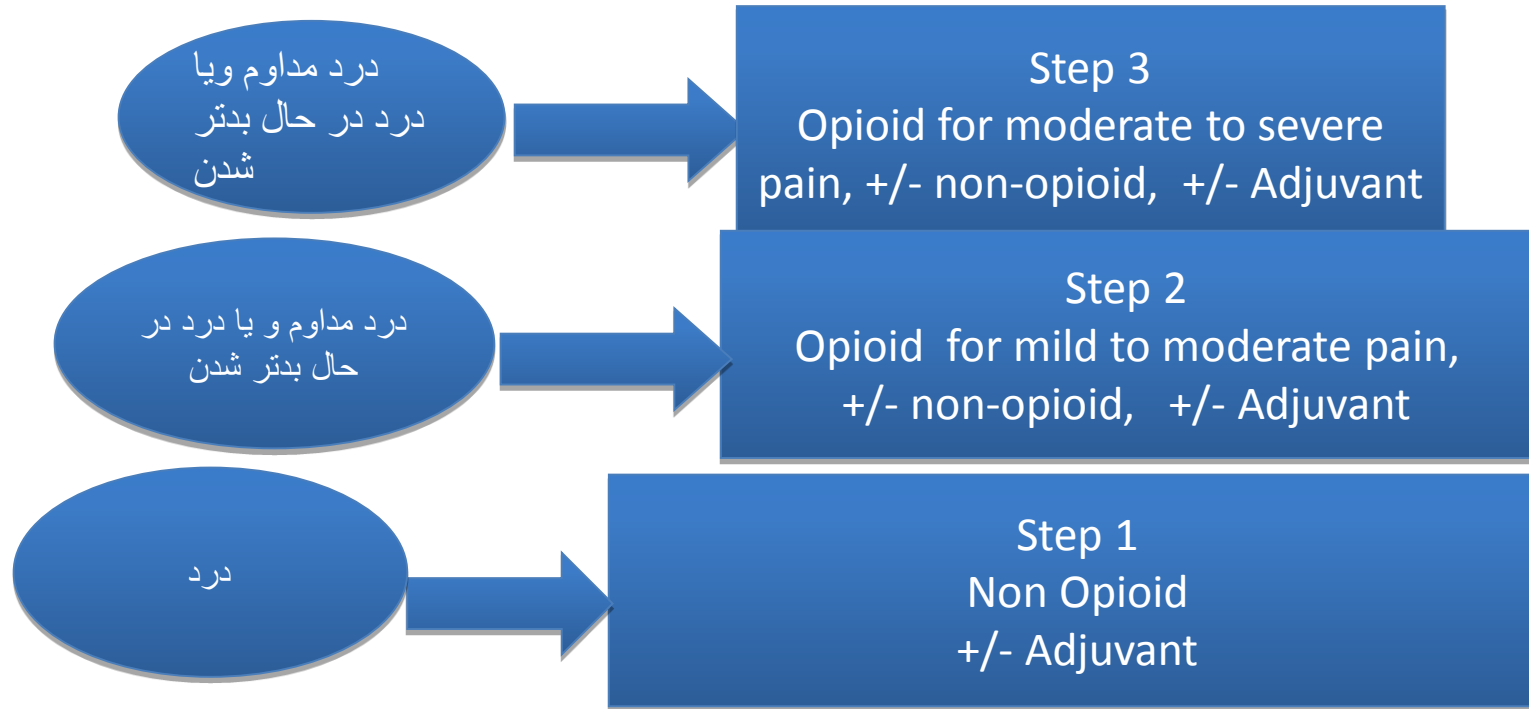 درد مداوم ویا
درد در حال بدتر
شدن
Step 3
Opioid for moderate to severe
pain, +/- non-opioid, +/- Adjuvant
درد مداوم و یا درد در
حال بدتر شدن
Step 2
Opioid for mild to moderate pain,
+/- non-opioid, +/- Adjuvant
درد
Step 1
Non Opioid
+/- Adjuvant